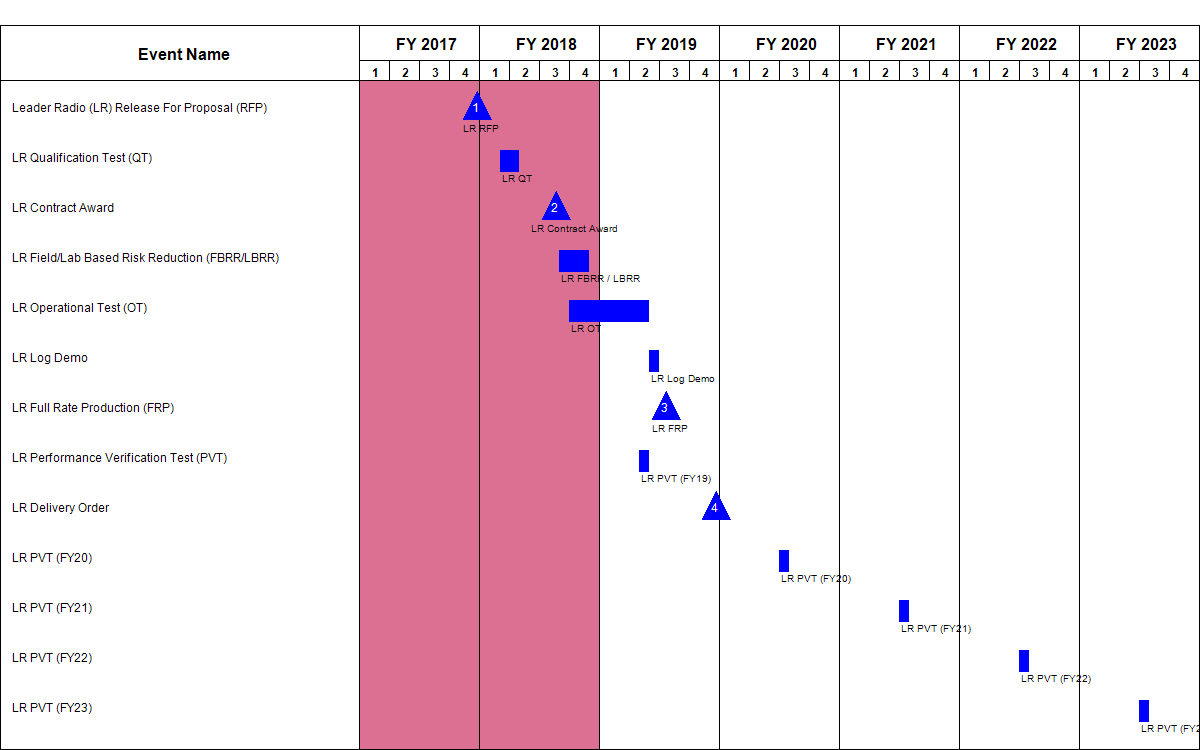 Event Name FY 2017 FY 2018 FY 2019 FY 2020 FY 2021 FY 2022 FY 2023
1 2 3 4 1 2 3 4 1 2 3 4 1 2 3 4 1 2 3 4 1 2 3 4 1 2 3 4
Leader Radio (LR) Release For Proposal (RFP) 1
LR RFP
LR Qualification Test (QT)
LR QT
LR Contract Award 2
LR Contract Award
LR Field/Lab Based Risk Reduction (FBRR/LBRR)
LR FBRR / LBRR
LR Operational Test (OT)
LR OT
LR Log Demo
LR Log Demo
LR Full Rate Production (FRP) 3
LR FRP
LR Performance Verification Test (PVT)
LR PVT (FY19)
LR Delivery Order 4
LR PVT (FY20)
LR PVT (FY20)
LR PVT (FY21)
LR PVT (FY21)
LR PVT (FY22)
LR PVT (FY22)
LR PVT (FY23)
LR PVT (FY2